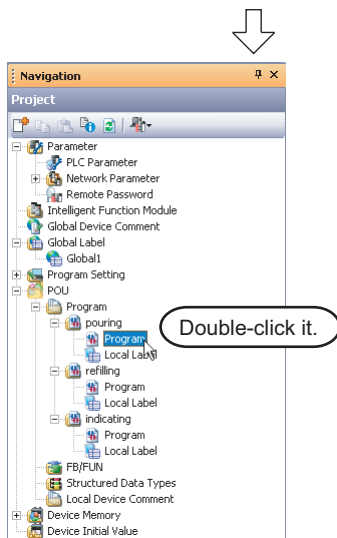 Navigation
Project
Parameter
PLC Parameter
Network Parameter
Remote Password
Intelligent Function Module
Global Device Comment
Global Label
Global1
Program Setting
POU
Program
pouring
Program
Double-click it.
Local Label
refilling
Program
Local Label
indicating
Program
Local Label
FB/FUN
Structured Data Types
Local Device Comment
Device Memory
Device Initial Value